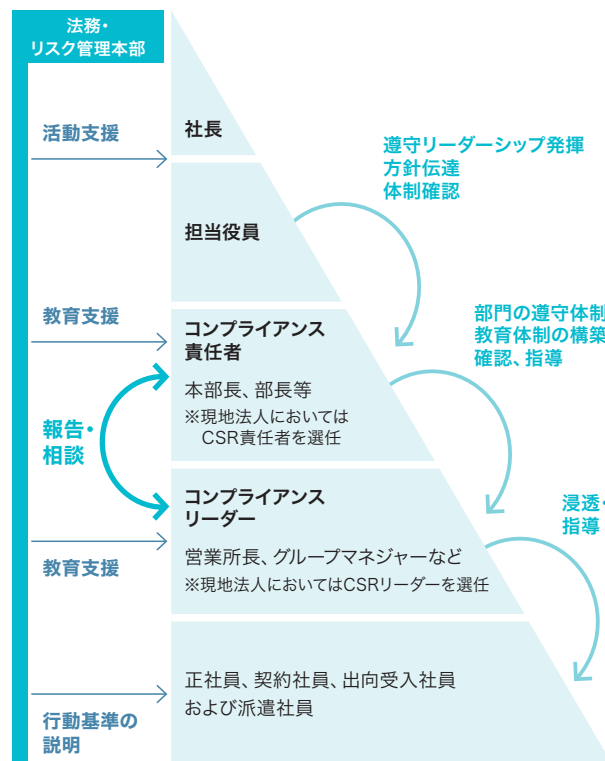 法務・
リスク管理本部
活動支援
社長
遵守リーダーシップ発揮
方針伝達
体制確認
担当役員
教育支援
コンプライアンス
責任者
本部長、部長等
※現地法人においては
CSR責任者を選任
部門の遵守体制
教育体制の構築
確認、指導
報告・
相談
コンプライアンス
リーダー
営業所長、グループマネジャーなど
※現地法人においてはCSRリーダーを選任
浸透・
指導
教育支援
正社員、契約社員、出向受入社員
および派遣社員
行動基準の
説明